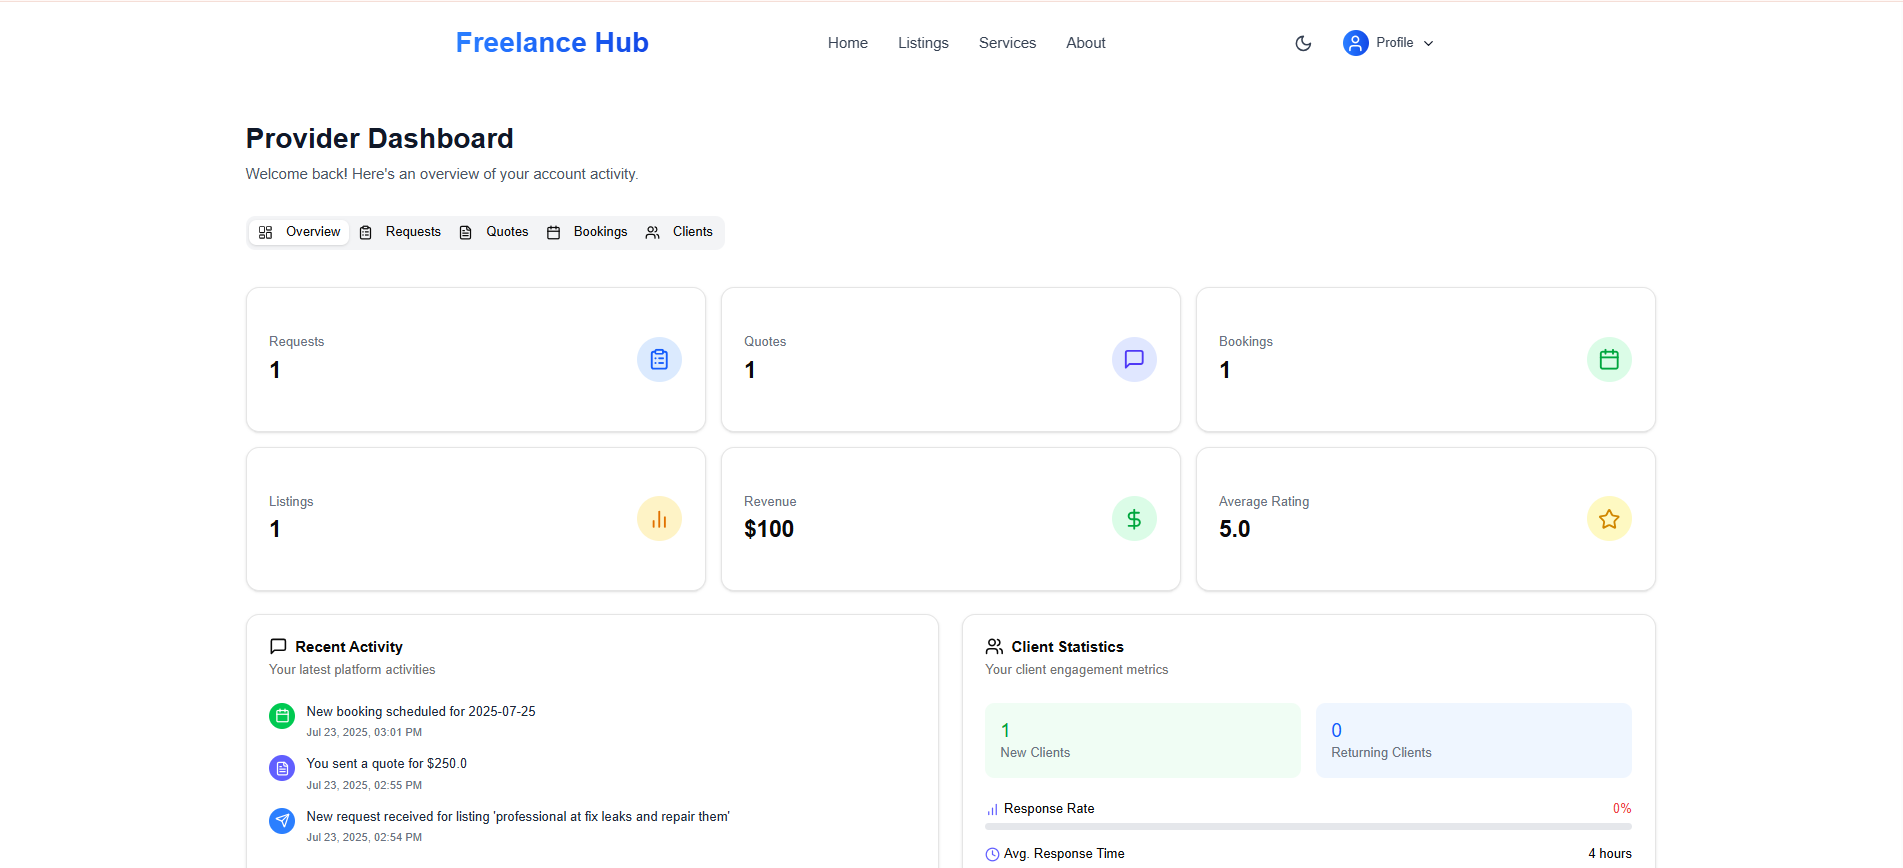 Freelance Hub
Home Listings Services About
Profile
Provider Dashboard
Welcome back! Here's an overview of your account activity.
Overview Requests Quotes Bookings Clients
Requests
1
Quotes
1
Bookings
1
Listings
1
Revenue
$100
Average Rating
5.0
Recent Activity
Your latest platform activities
New booking scheduled for 2025-07-25
Jul 23, 2025, 03:01 PM
You sent a quote for $250.0
Jul 23, 2025, 02:55 PM
New request received for listing 'professional at fix leaks and repair them'
Jul 23, 2025, 02:54 PM
Client Statistics
Your client engagement metrics
1
New Clients
0
Returning Clients
Response Rate 0%
Avg. Response Time 4 hours